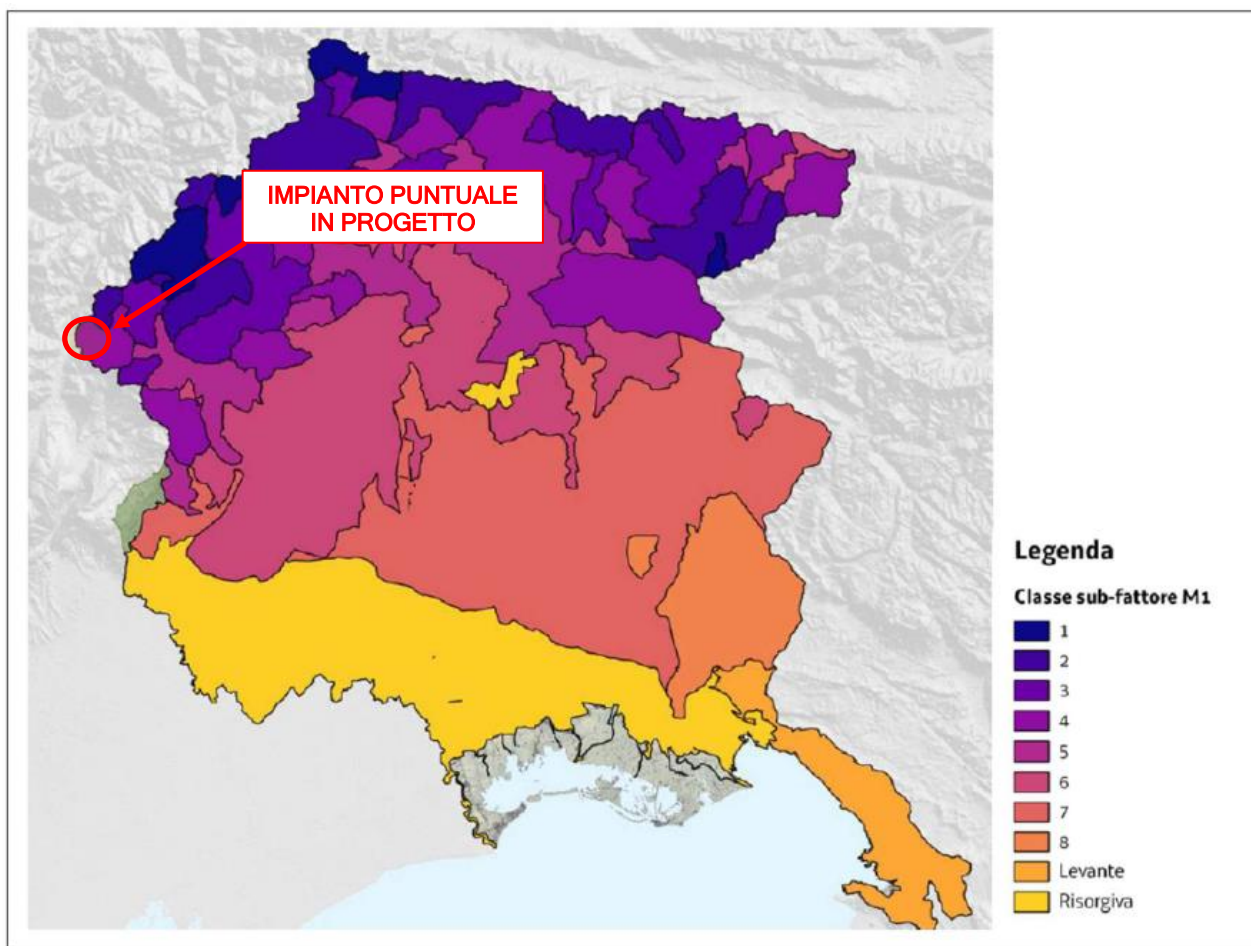 IMPIANTO PUNTUALE
IN PROGETTO
Legenda
Classe sub-fattore M1
1
2
3
4
5
6
7
8
Levante
Risorgiva